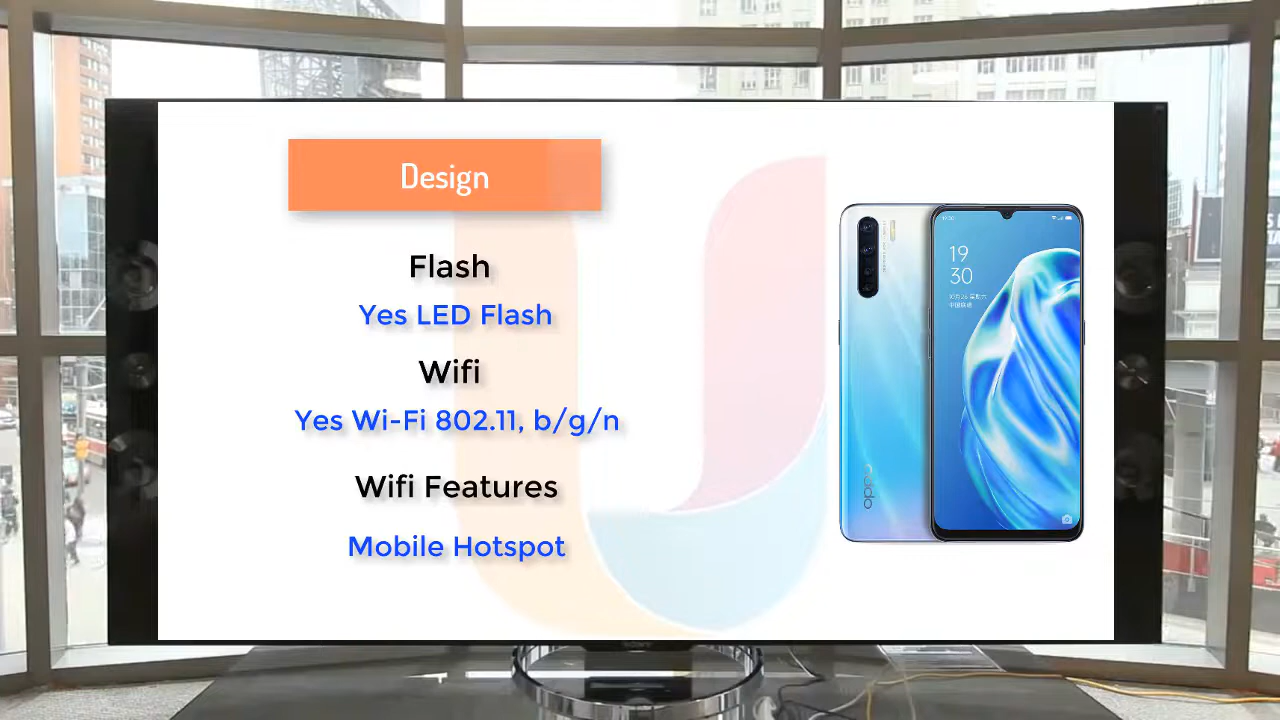 Design
Flash
Yes LED Flash
Wifi
Yes Wi-Fi 802.11, b/g/n
Wifi Features
Mobile Hotspot
19
30
oppo